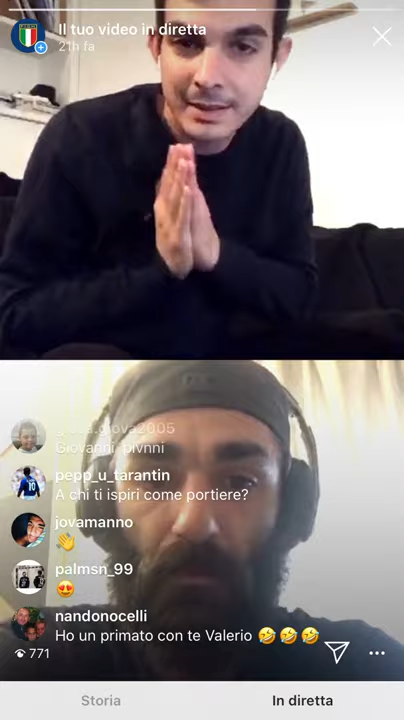 Il tuo video in diretta
21h fa
Giovanni
pepp_u_tarantin
A chi ti ispiri come portiere?
jovamanno
👋
palmsn_99
😍
nandonocelli
Ho un primato con te Valerio 🤣🤣🤣
771
Storia
In diretta